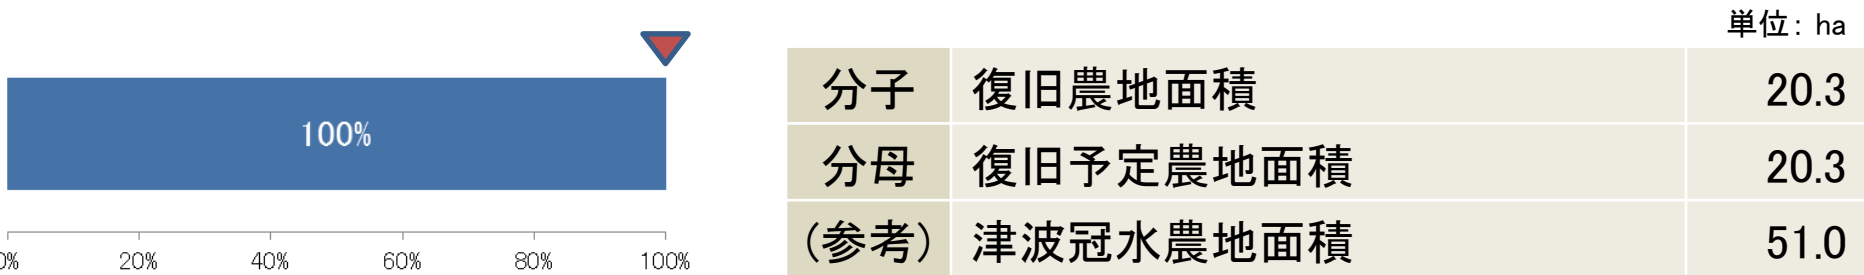 単位：ha
100%
0% 20% 40% 60% 80% 100%
分子 復旧農地面積 20.3
分母 復旧予定農地面積 20.3
(参考) 津波冠水農地面積 51.0